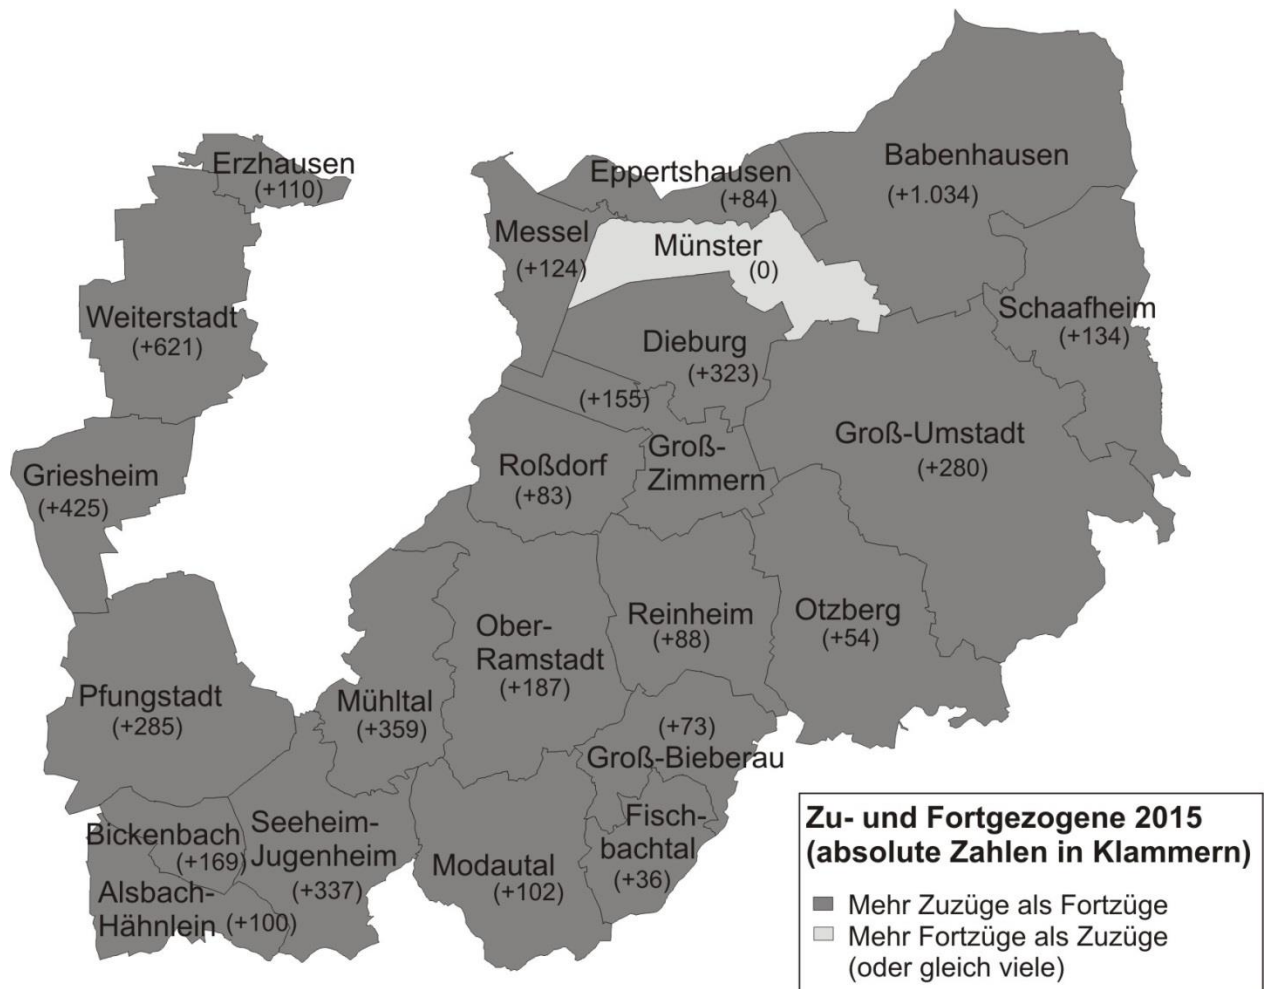 Erzhausen
(+110)
Eppertshausen
(+84)
Babenhausen
(+1.034)
Messel
(+124)
Münster
(0)
Weiterstadt
(+621)
Dieburg
(+323)
Schaafheim
(+134)
(+155)
Groß-
Zimmern
Groß-Umstadt
(+280)
Griesheim
(+425)
Roßdorf
(+83)
Reinheim
(+88)
Otzberg
(+54)
Ober-
Ramstadt
(+187)
Pfungstadt
(+285)
Mühltal
(+359)
(+73)
Groß-Bieberau
Bickenbach
(+169)
Seeheim-
Jugenheim
(+337)
Modautal
(+102)
Fisch-
bachtal
(+36)
Alsbach-
Hähnlein
(+100)
Zu- und Fortgezogene 2015
(absolute Zahlen in Klammern)
Mehr Zuzüge als Fortzüge
Mehr Fortzüge als Zuzüge
(oder gleich viele)